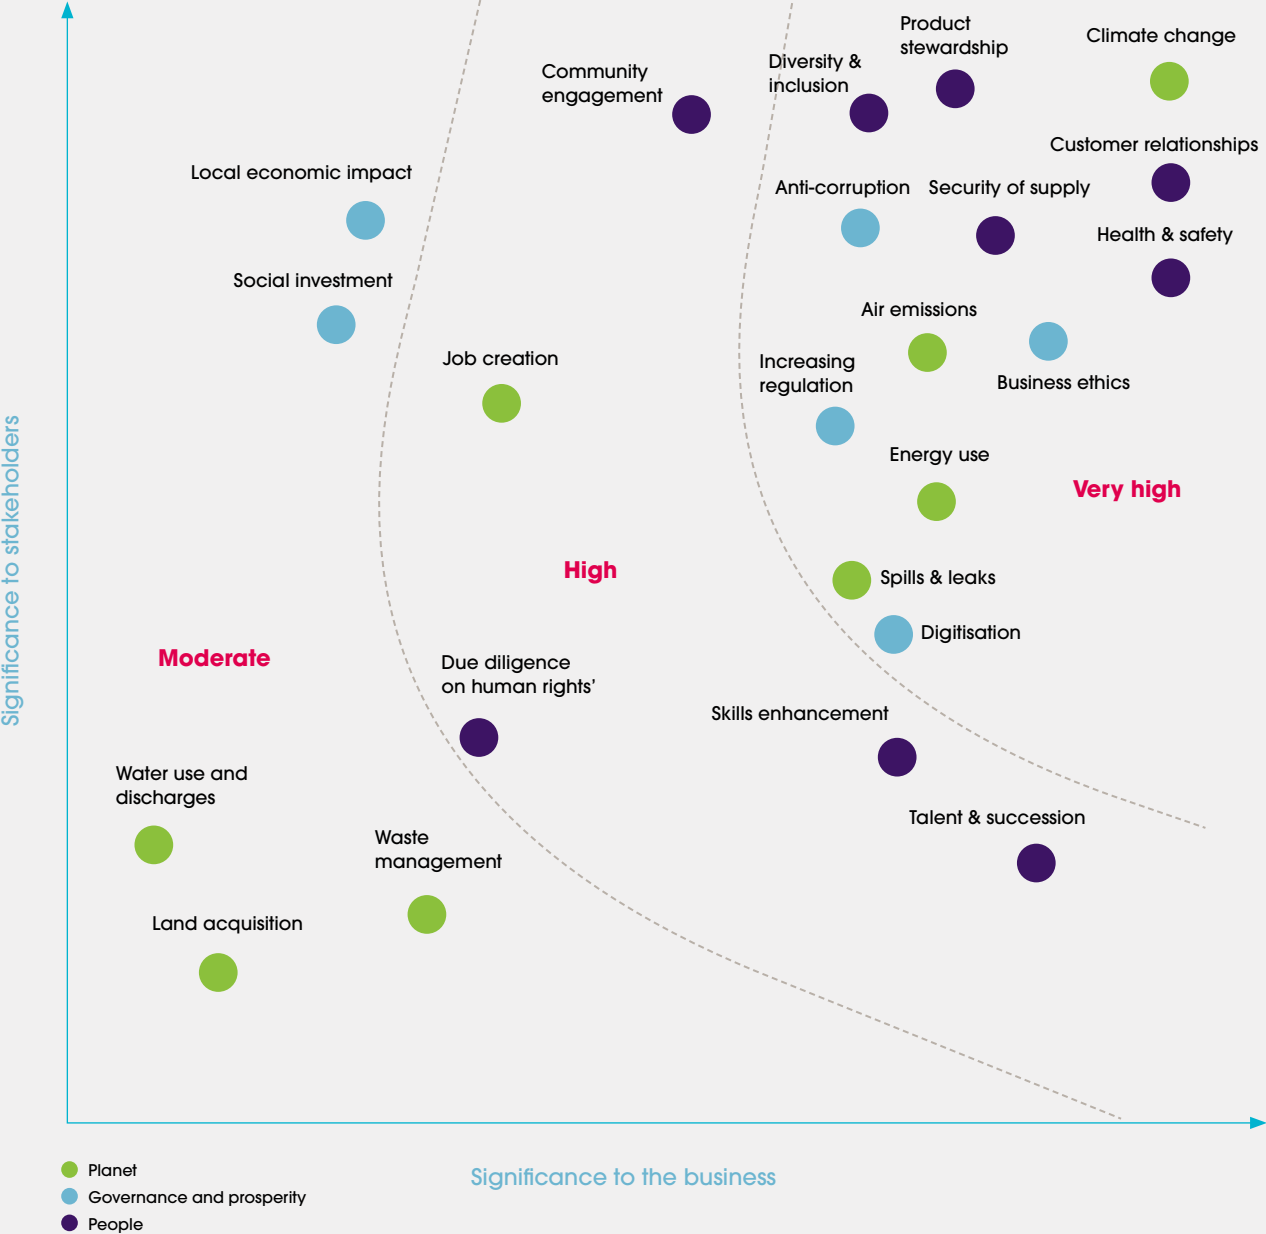 Product
stewardship
Climate change
Diversity &
inclusion
Community
engagement
Customer relationships
Local economic impact
Anti-corruption
Security of supply
Health & safety
Social investment
Air emissions
Job creation
Increasing
regulation
Business ethics
Energy use
Very high
Significance to stakeholders
High
Spills & leaks
Digitisation
Moderate
Due diligence
on human rights’
Skills enhancement
Water use and
discharges
Talent & succession
Waste
management
Land acquisition
Significance to the business
Planet
Governance and prosperity
People